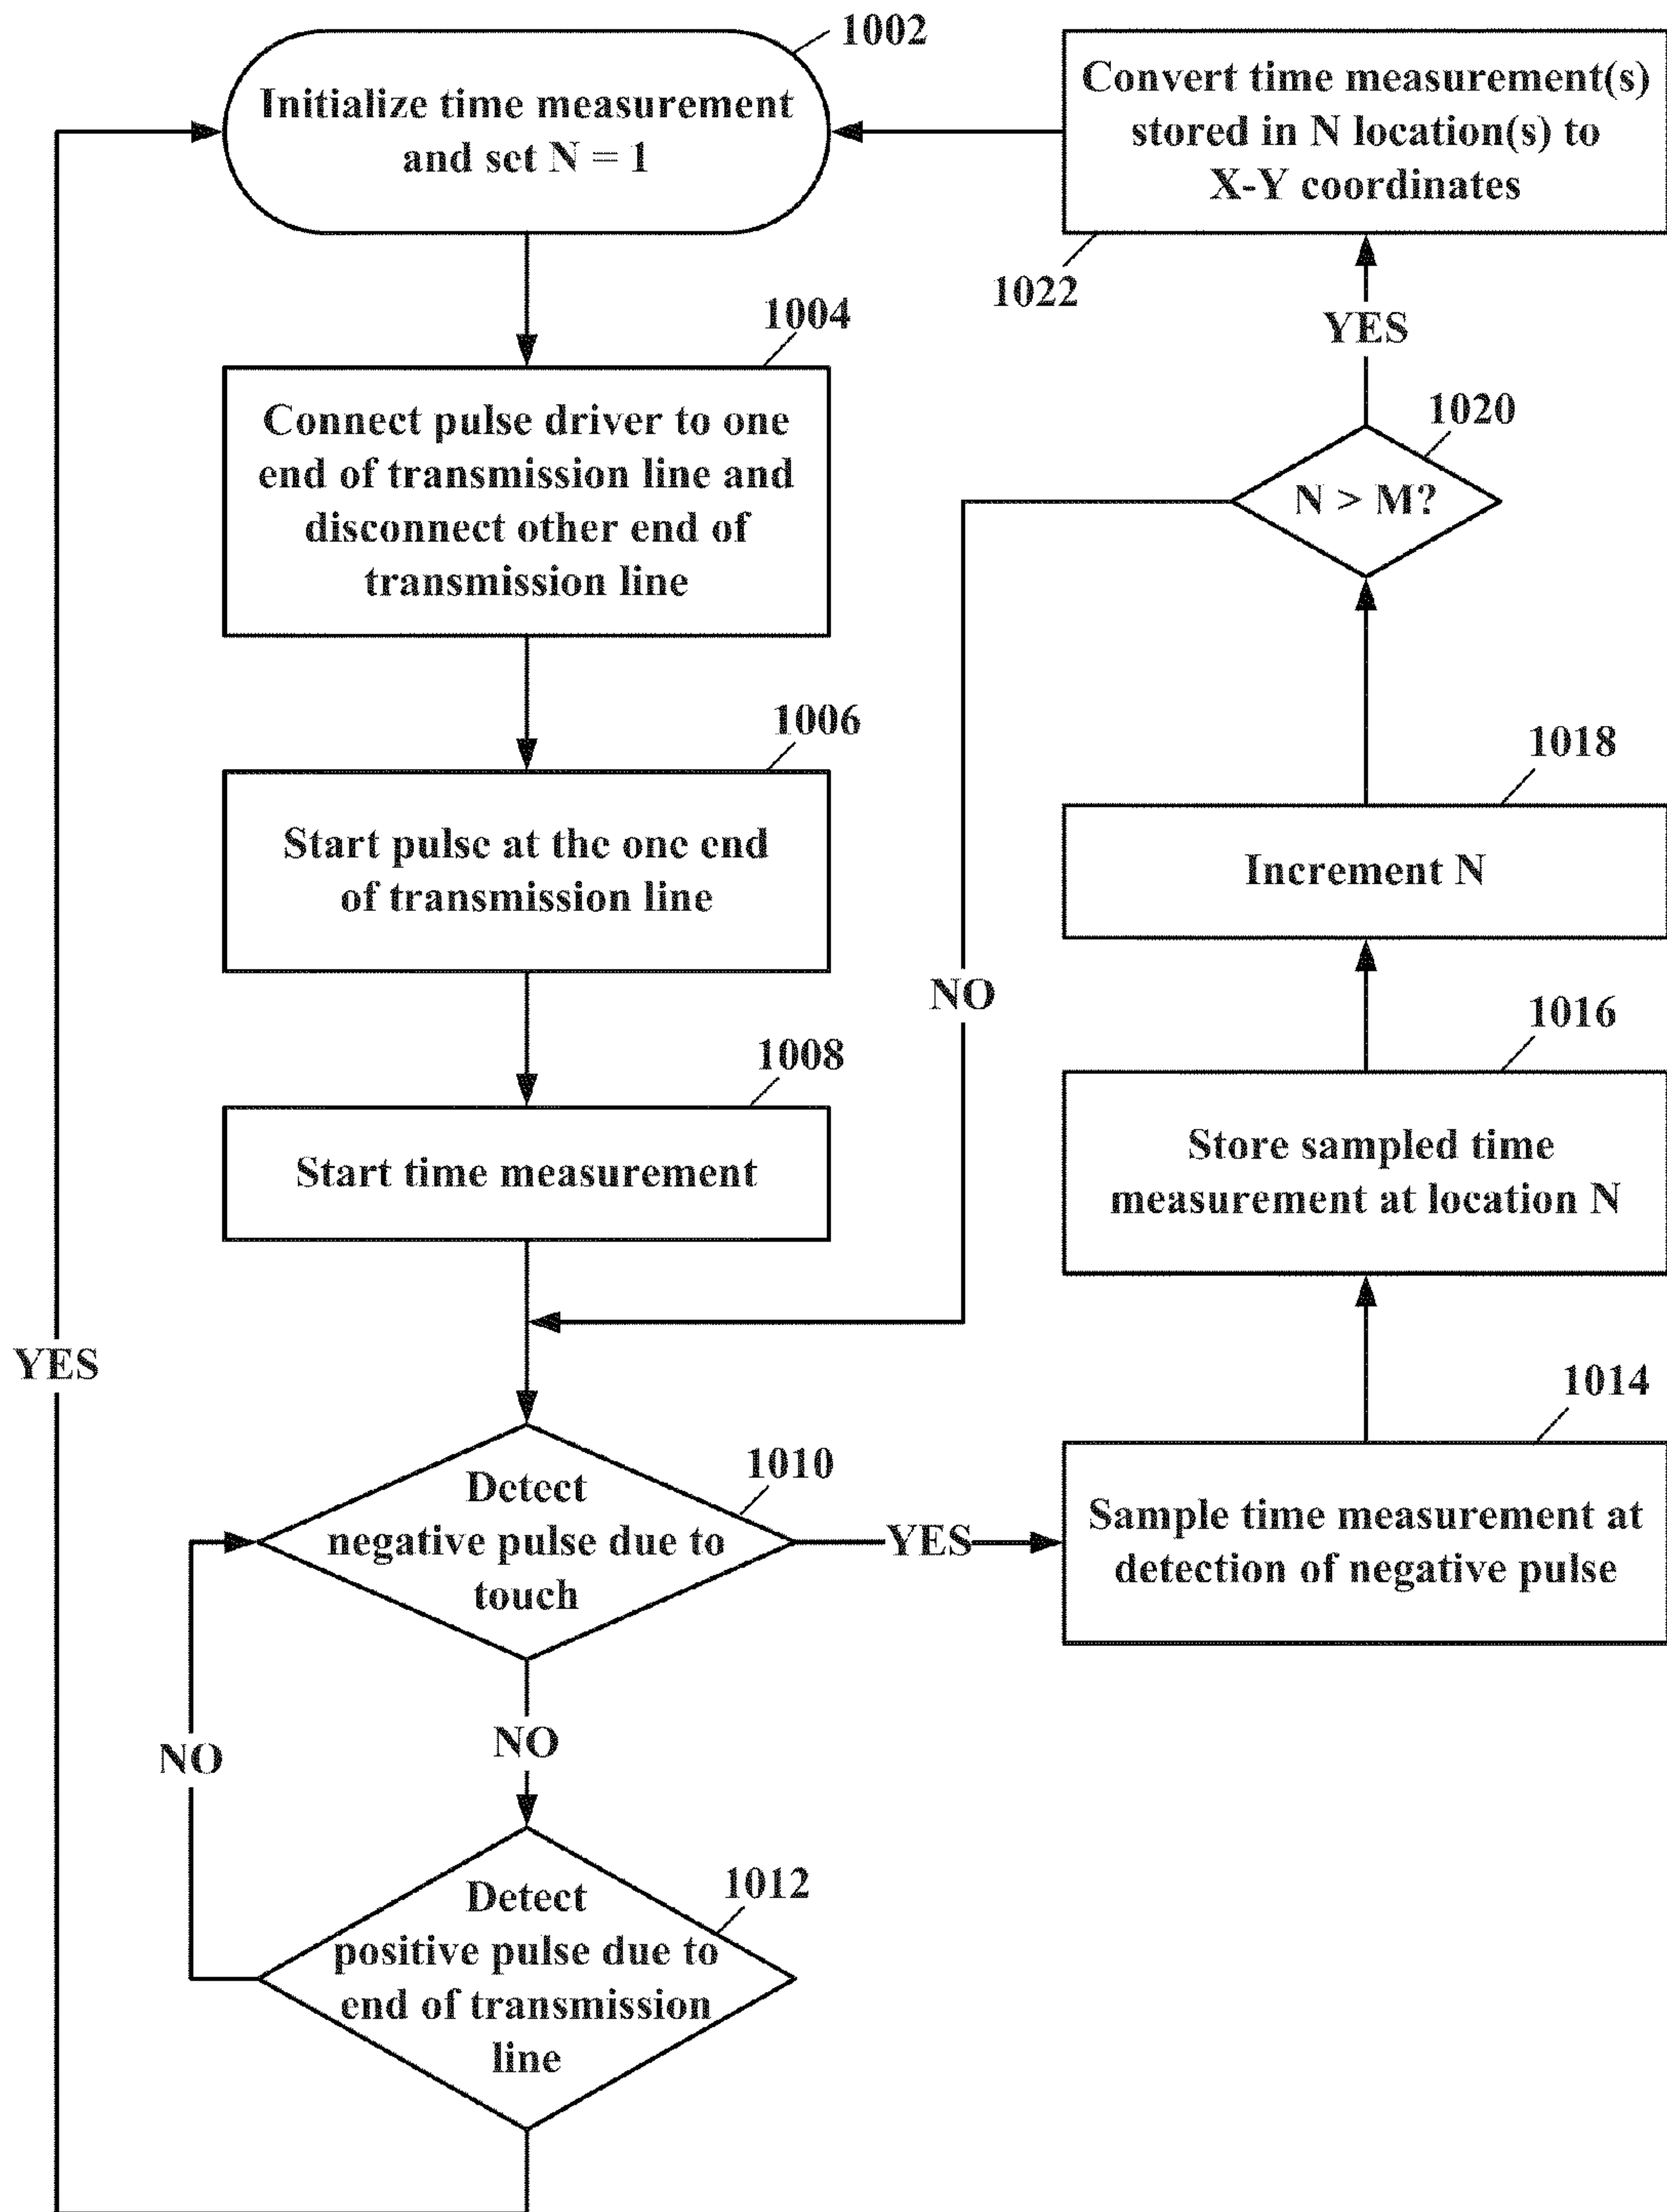 1002
Initialize time measurement
and set N = 1
1004
Connect pulse driver to one
end of transmission line and
disconnect other end of
transmission line
1006
Start pulse at the one end
of transmission line
1008
Start time measurement
1010
Detect
negative pulse due to
touch
YES
NO
NO
1012
Detect
positive pulse due to
end of transmission
line
YES
1014
Sample time measurement at
detection of negative pulse
1016
Store sampled time
measurement at location N
1018
Increment N
1020
N > M?
NO
YES
1022
Convert time measurement(s)
stored in N location(s) to
X-Y coordinates